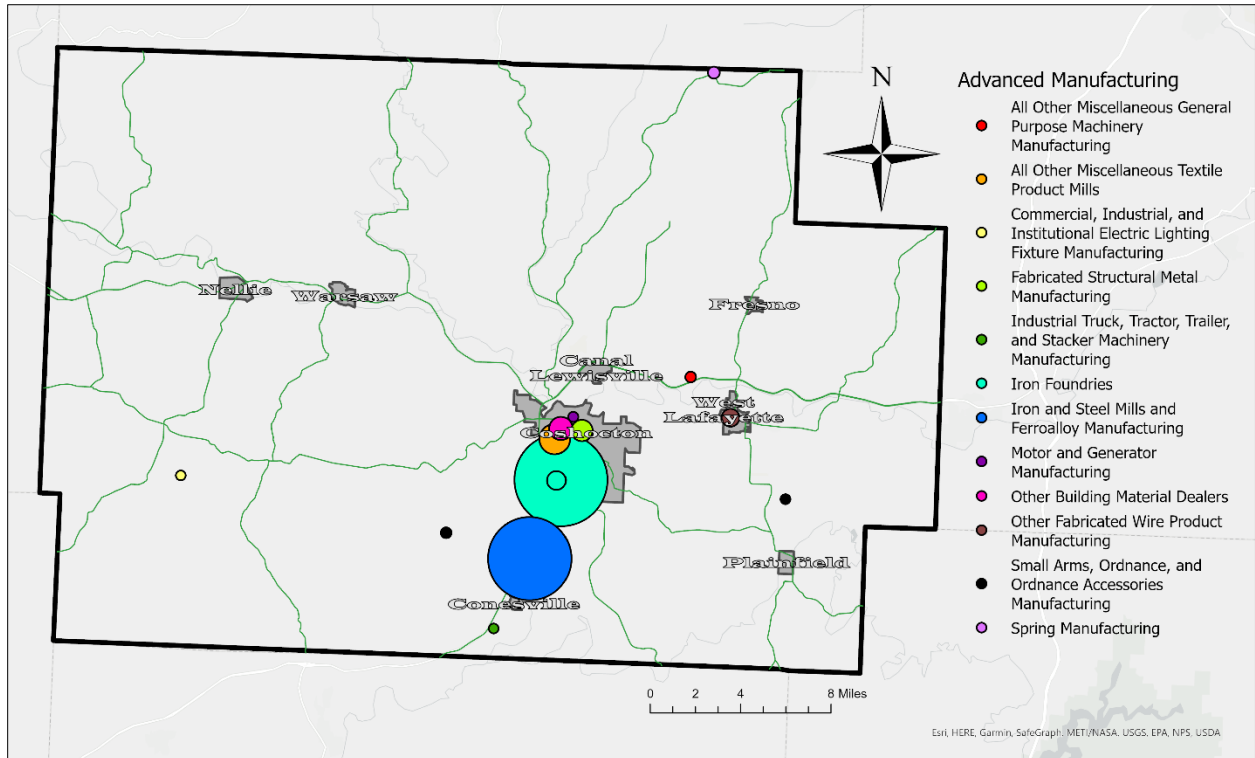 N
Advanced Manufacturing
All Other Miscellaneous General
Purpose Machinery
Manufacturing
All Other Miscellaneous Textile
Product Mills
Commercial, Industrial, and
Institutional Electric Lighting
Fixture Manufacturing
Fabricated Structural Metal
Manufacturing
Industrial Truck, Tractor, Trailer,
and Stacker Machinery
Manufacturing
Iron Foundries
Iron and Steel Mills and
Ferroalloy Manufacturing
Motor and Generator
Manufacturing
Other Building Material Dealers
Other Fabricated Wire Product
Manufacturing
Small Arms, Ordnance, and
Ordnance Accessories
Manufacturing
Spring Manufacturing
Nellie
Warsaw
Fresno
Canal
Lewisville
West
Lafayette
Coshocton
Plainfield
Conesville
0 2 4 8 Miles
Esri, HERE, Garmin, SafeGraph, METI/NASA, USGS, EPA, NPS, USDA